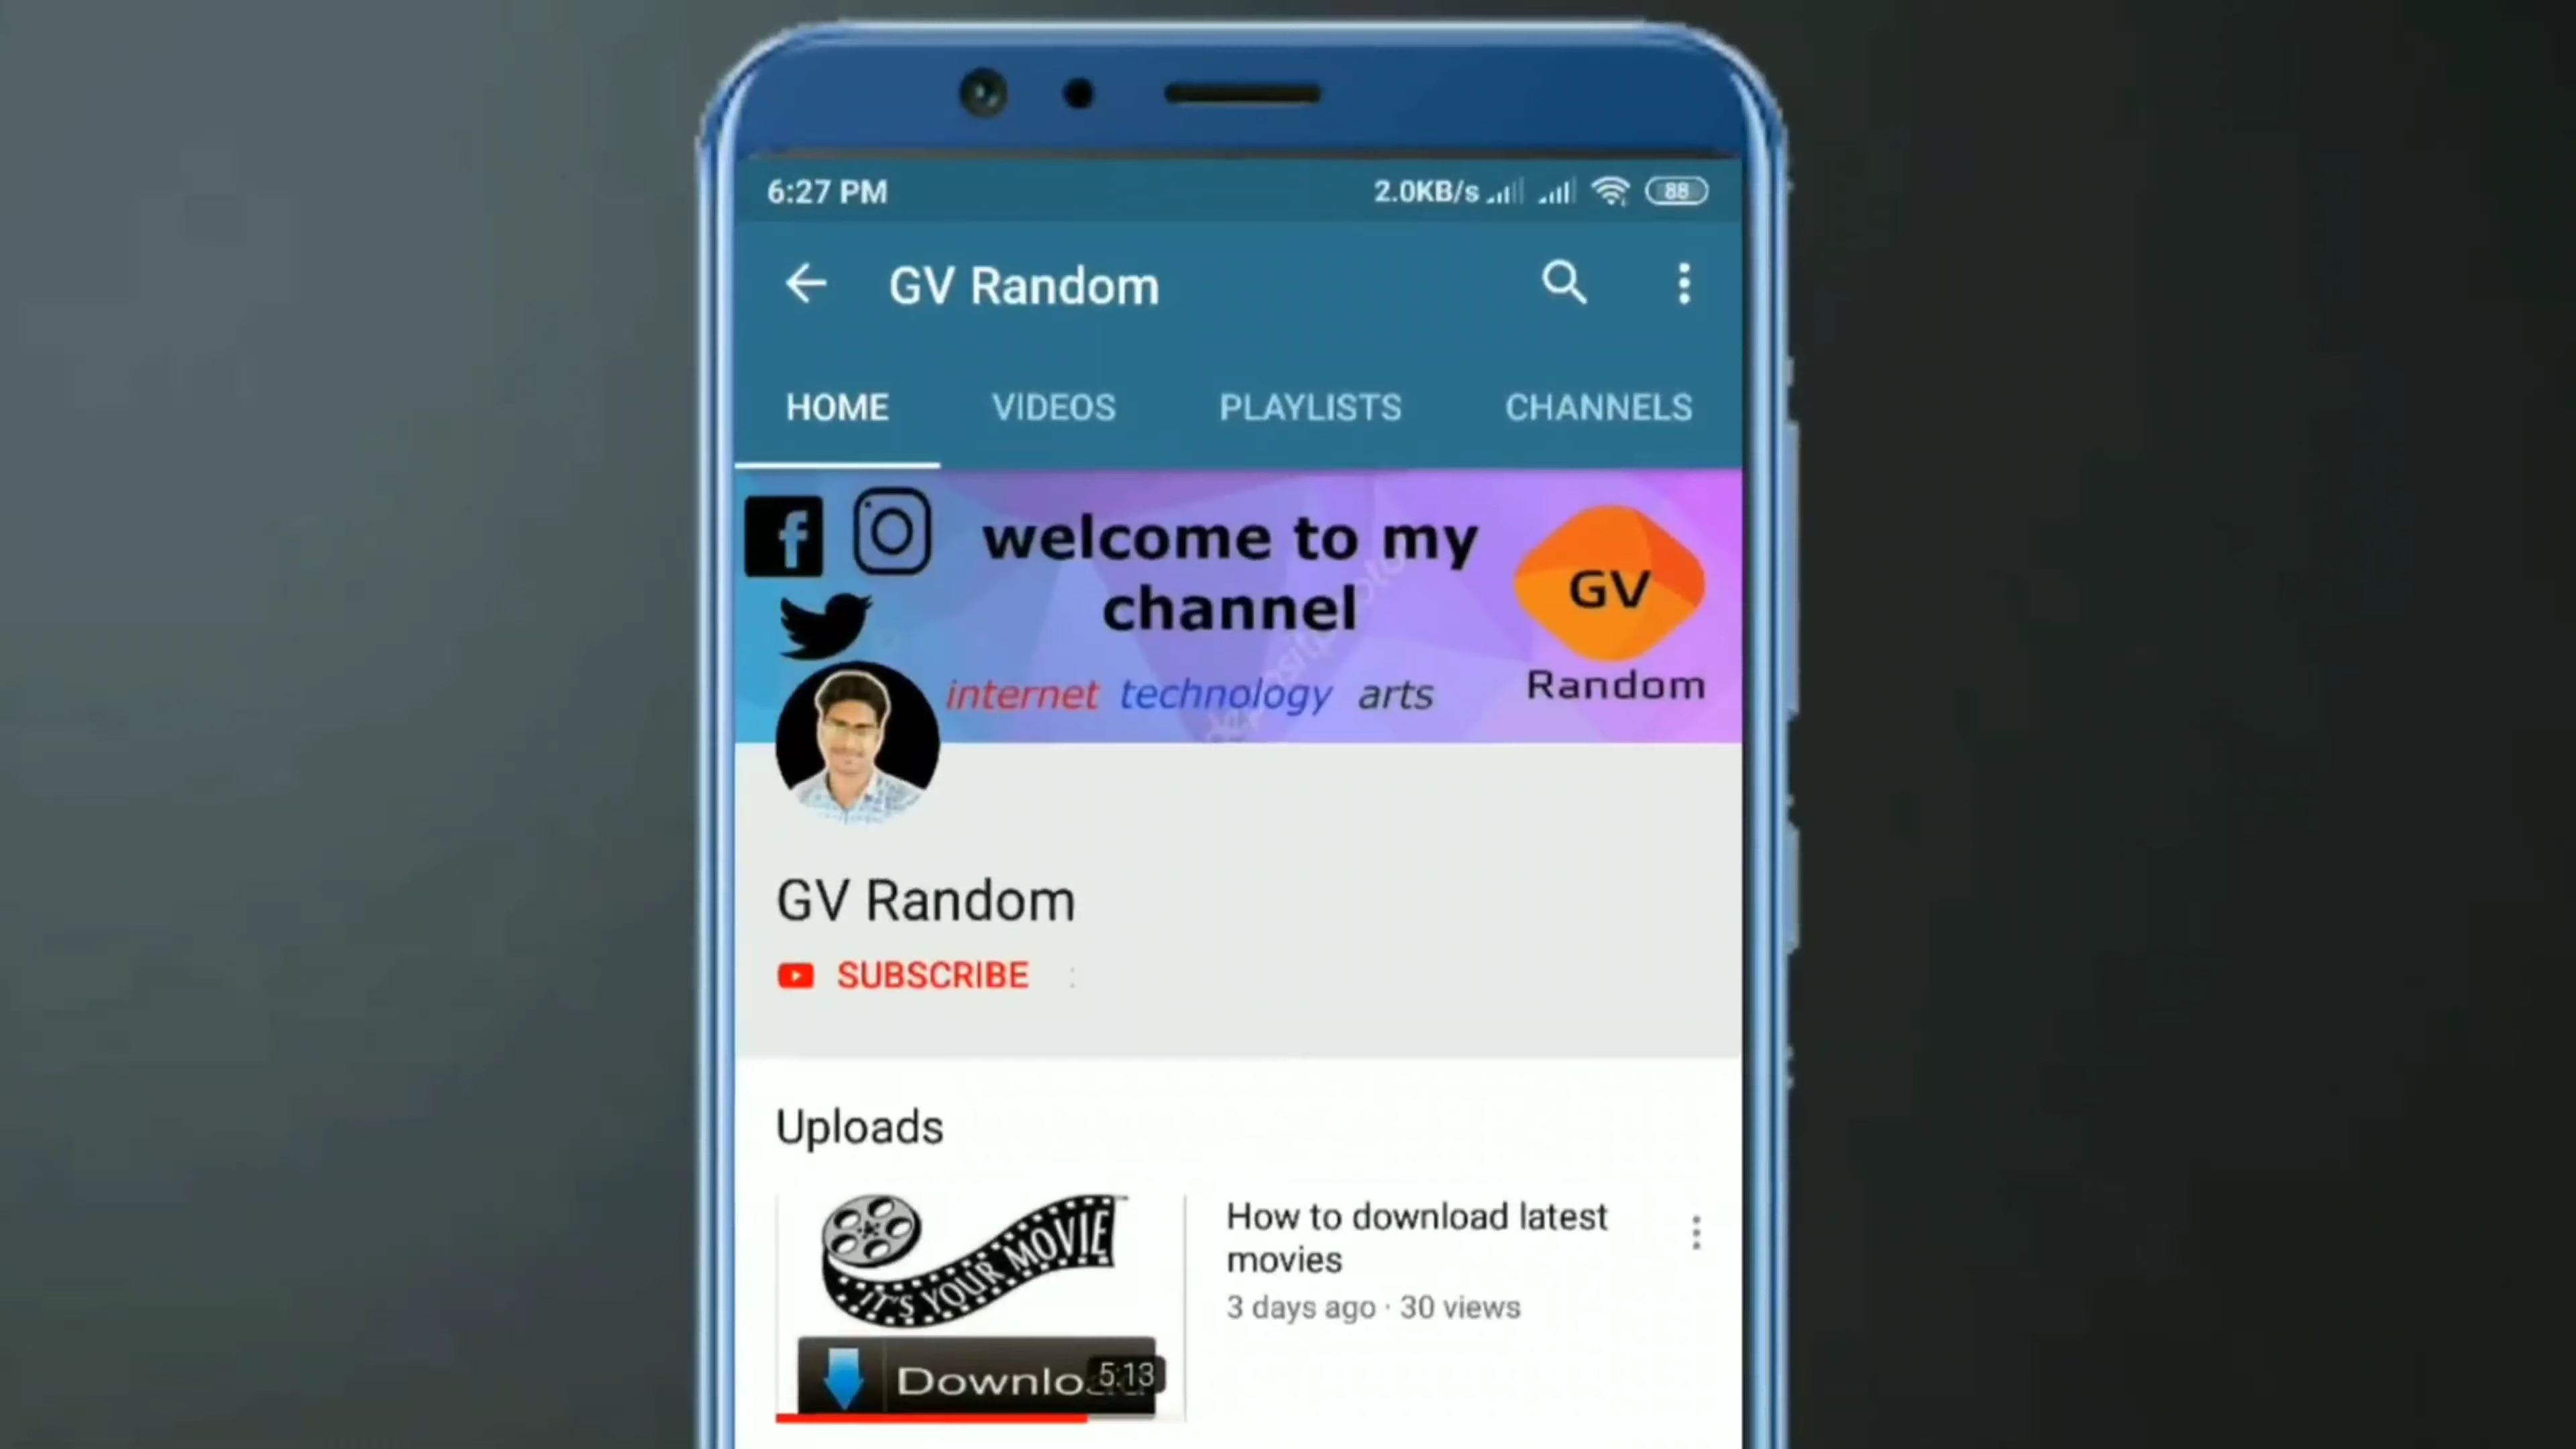 6:27 PM 2.0KB/s 88
GV Random
HOME VIDEOS PLAYLISTS CHANNELS
welcome to my
channel
internet technology arts
GV
Random
GV Random
SUBSCRIBE
Uploads
IT'S YOUR MOVIE
5:13
How to download latest
movies
3 days ago · 30 views